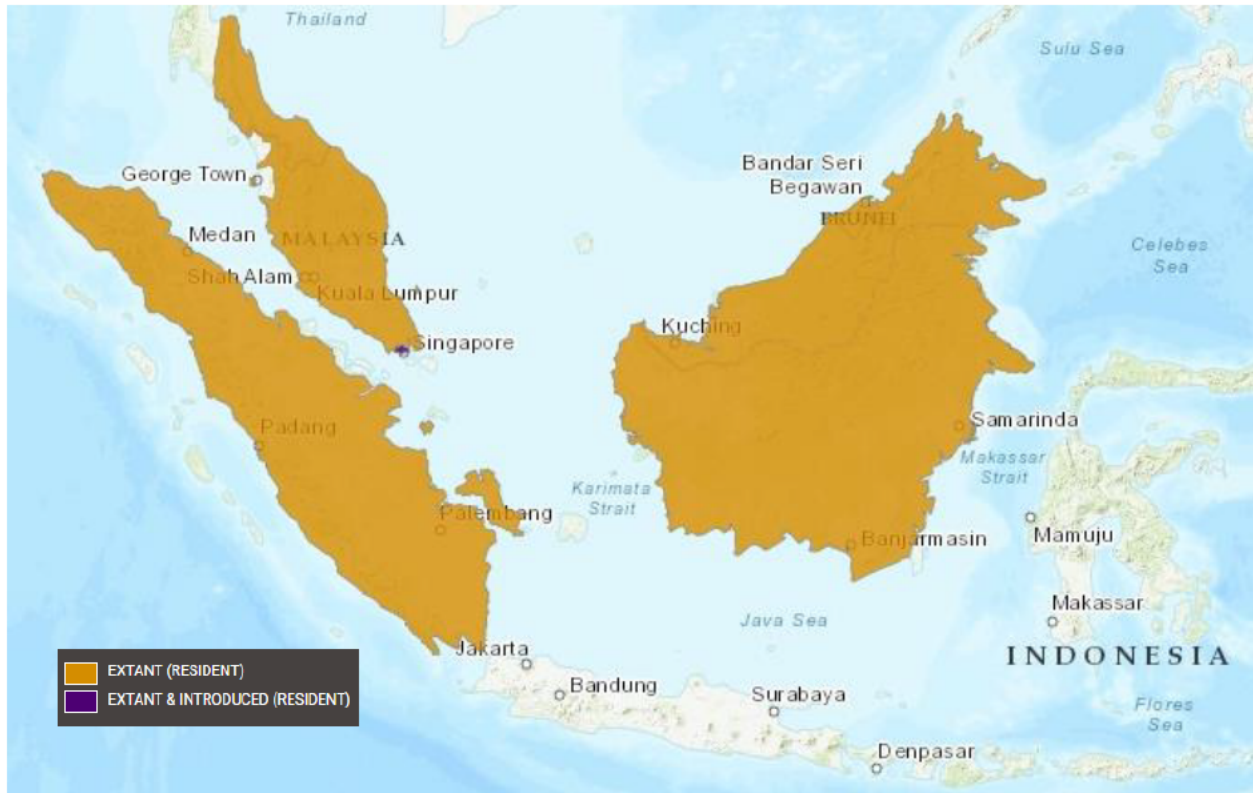 Thailand
Sulu Sea
George Town
Bandar Seri
Begawan
BRUNEI
Medan
MALAYSIA
Celebes
Sea
Shah Alam
Kuala Lumpur
Kuching
Singapore
Padang
Samarinda
Makassar
Strait
Karimata
Strait
Palembang
Banjarmasin
Mamuju
Makassar
Java Sea
Jakarta
INDONESIA
EXTANT (RESIDENT)
EXTANT & INTRODUCED (RESIDENT)
Bandung
Surabaya
Flores
Sea
Denpasar